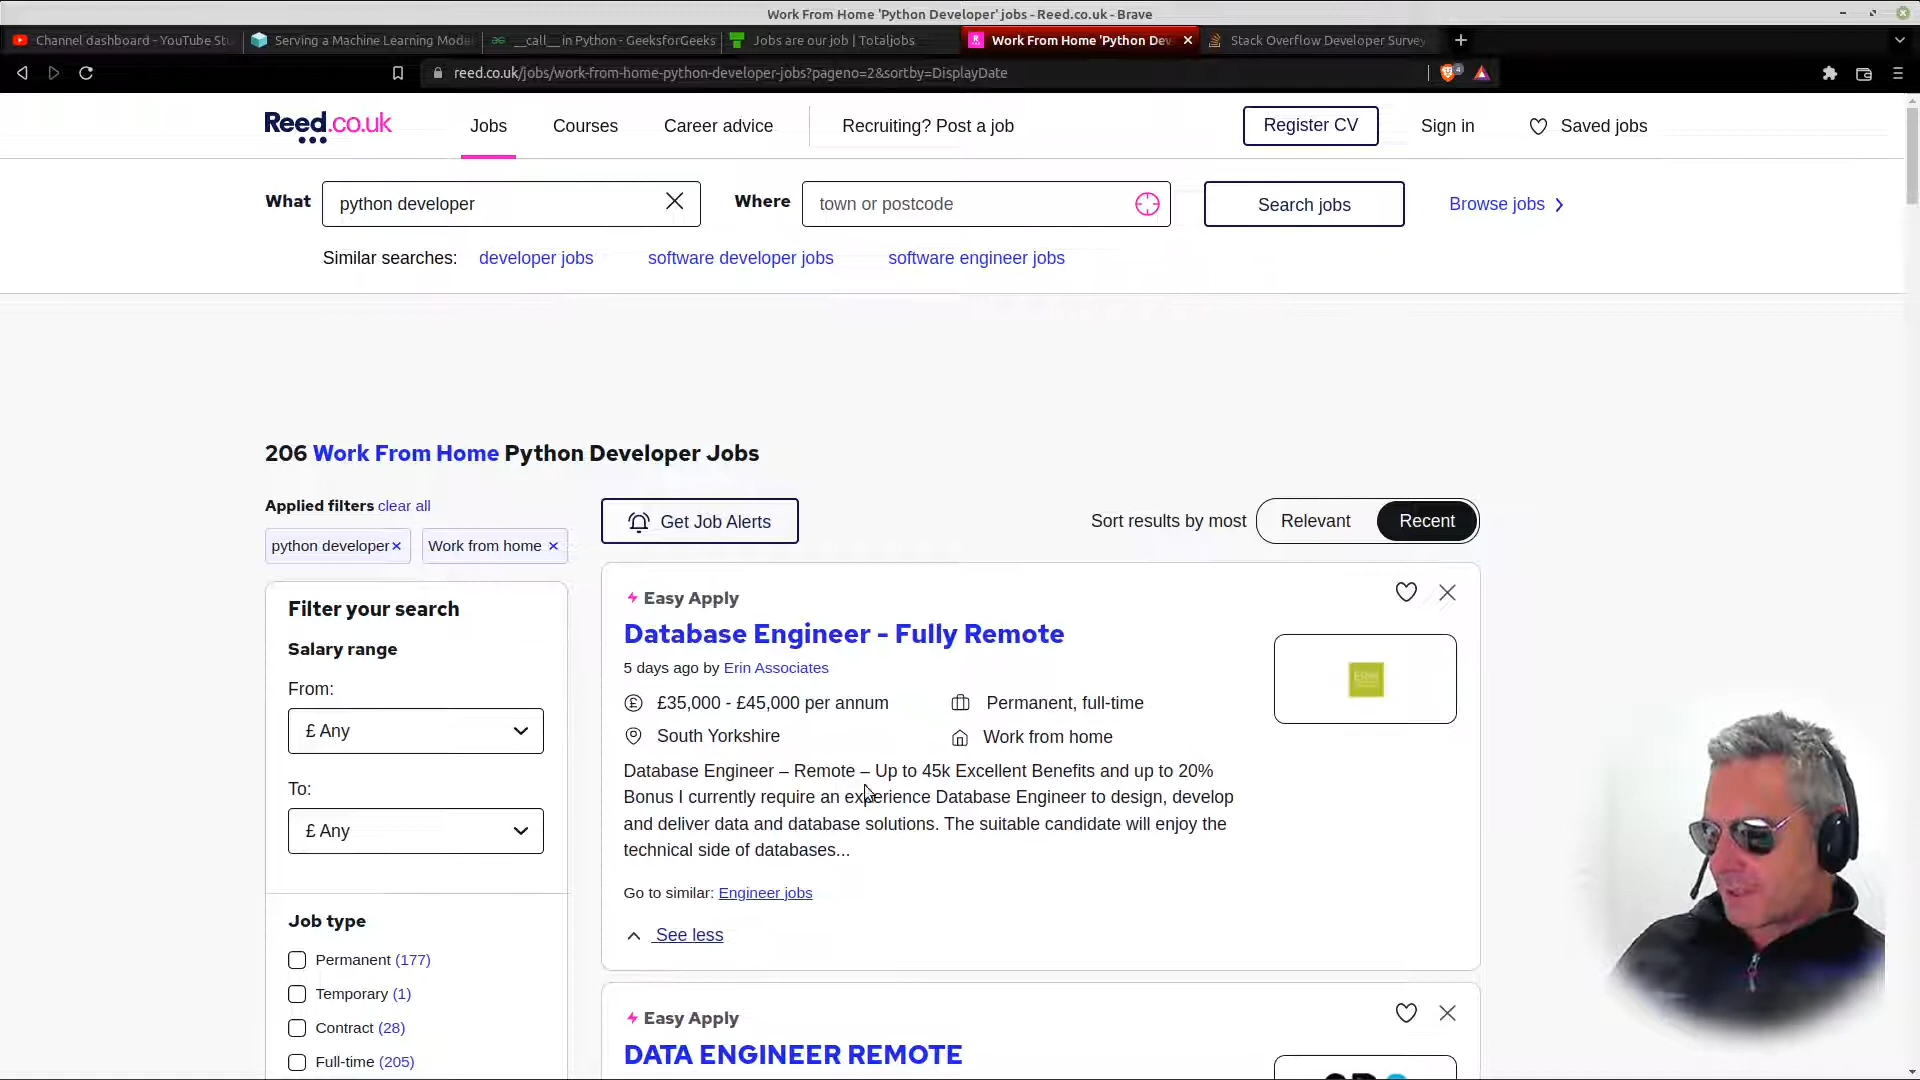 Work From Home 'Python Developer' jobs - Reed.co.uk - Brave
Channel dashboard - YouTube Stu
Serving a Machine Learning Mode
__call__ in Python - GeeksforGeeks
Jobs are our job | Totaljobs
Work From Home 'Python Dev
Stack Overflow Developer Survey
reed.co.uk/jobs/work-from-home-python-developer-jobs?pageno=2&sortby=DisplayDate
4
Reed.co.uk
Jobs
Courses
Career advice
Recruiting? Post a job
Register CV
Sign in
Saved jobs
What
python developer
Where
town or postcode
Search jobs
Browse jobs
Similar searches:
developer jobs
software developer jobs
software engineer jobs
206 Work From Home Python Developer Jobs
Applied filters clear all
python developer
Work from home
Get Job Alerts
Sort results by most
Relevant
Recent
Filter your search
Salary range
From:
£ Any
To:
£ Any
Job type
Permanent (177)
Temporary (1)
Contract (28)
Full-time (205)
Easy Apply
Database Engineer - Fully Remote
5 days ago by Erin Associates
£35,000 - £45,000 per annum
Permanent, full-time
South Yorkshire
Work from home
Database Engineer – Remote – Up to 45k Excellent Benefits and up to 20%
Bonus I currently require an experience Database Engineer to design, develop
and deliver data and database solutions. The suitable candidate will enjoy the
technical side of databases...
Go to similar: Engineer jobs
See less
Easy Apply
DATA ENGINEER REMOTE